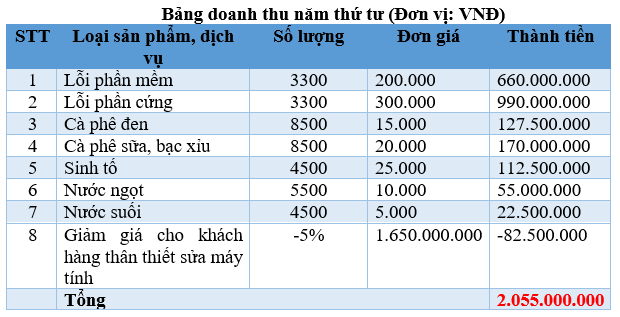 Bảng doanh thu năm thứ tư (Đơn vị: VNĐ)
STT Loại sản phẩm, dịch vụ Số lượng Đơn giá Thành tiền
1 Lỗi phần mềm 3300 200.000 660.000.000
2 Lỗi phần cứng 3300 300.000 990.000.000
3 Cà phê đen 8500 15.000 127.500.000
4 Cà phê sữa, bạc xỉu 8500 20.000 170.000.000
5 Sinh tố 4500 25.000 112.500.000
6 Nước ngọt 5500 10.000 55.000.000
7 Nước suối 4500 5.000 22.500.000
8 Giảm giá cho khách -5% 1.650.000.000 -82.500.000
hàng thân thiết sửa máy
tính
Tổng 2.055.000.000